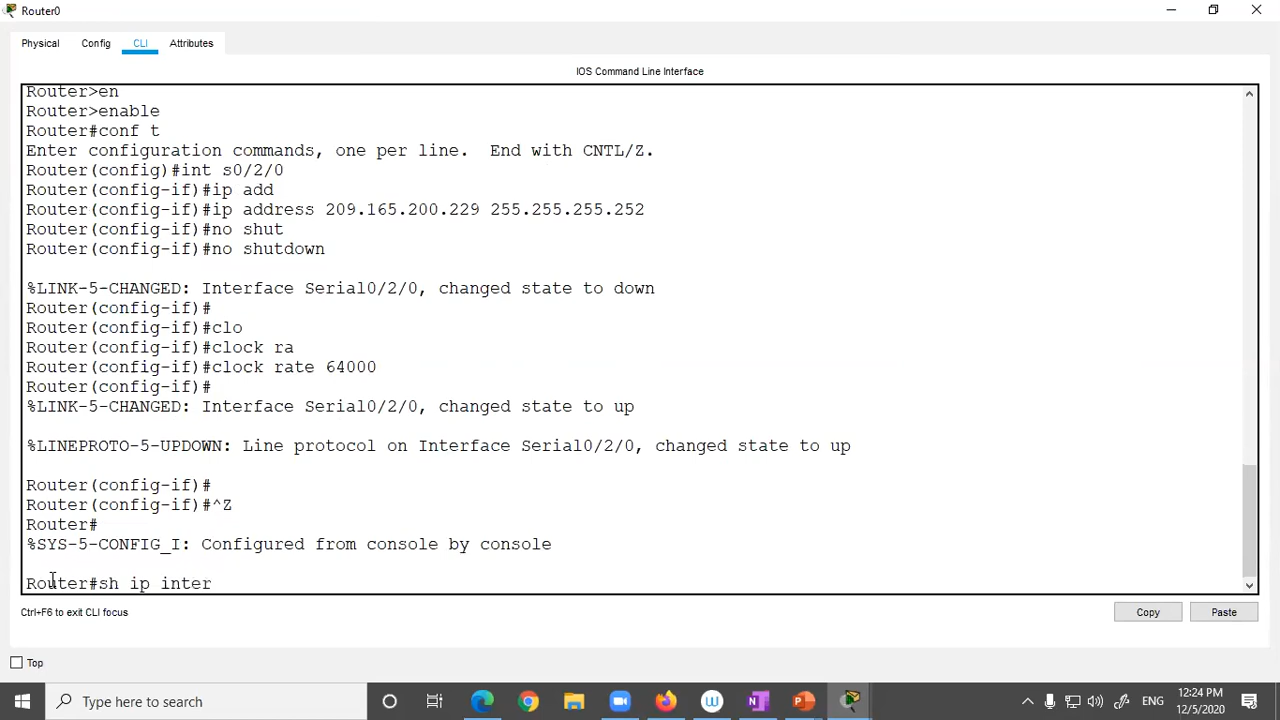 Router0
Physical Config CLI Attributes
IOS Command Line Interface
Router>en
Router>enable
Router#conf t
Enter configuration commands, one per line.  End with CNTL/Z.
Router(config)#int s0/2/0
Router(config-if)#ip add
Router(config-if)#ip address 209.165.200.229 255.255.255.252
Router(config-if)#no shut
Router(config-if)#no shutdown
%LINK-5-CHANGED: Interface Serial0/2/0, changed state to down
Router(config-if)#
Router(config-if)#clo
Router(config-if)#clock ra
Router(config-if)#clock rate 64000
Router(config-if)#
%LINK-5-CHANGED: Interface Serial0/2/0, changed state to up
%LINEPROTO-5-UPDOWN: Line protocol on Interface Serial0/2/0, changed state to up
Router(config-if)#
Router(config-if)#^Z
Router#
%SYS-5-CONFIG_I: Configured from console by console
Router#sh ip inter
Ctrl+F6 to exit CLI focus
Copy Paste
Top
Type here to search
ENG
12:24 PM
12/5/2020